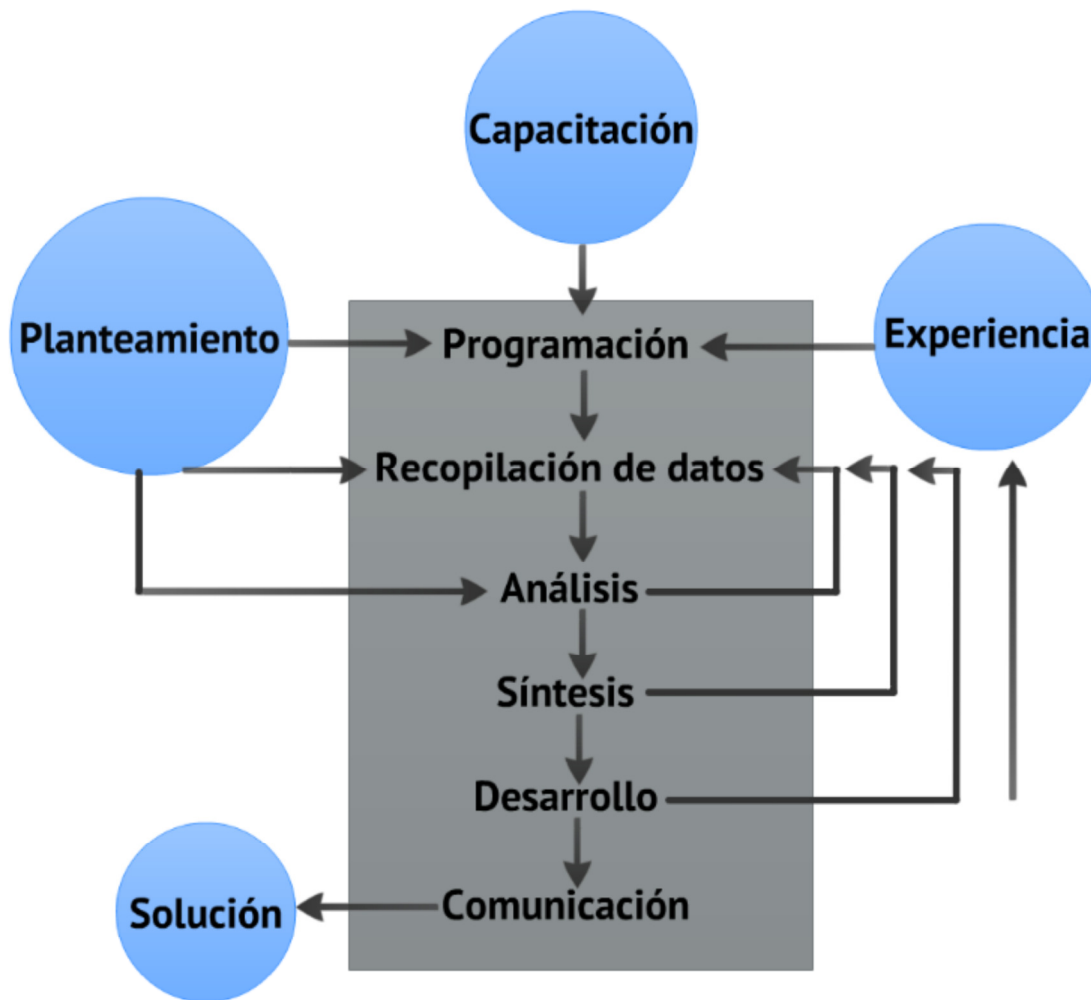 Capacitación
Planteamiento
Programación
Experiencia
Recopilación de datos
Análisis
Síntesis
Desarrollo
Comunicación
Solución